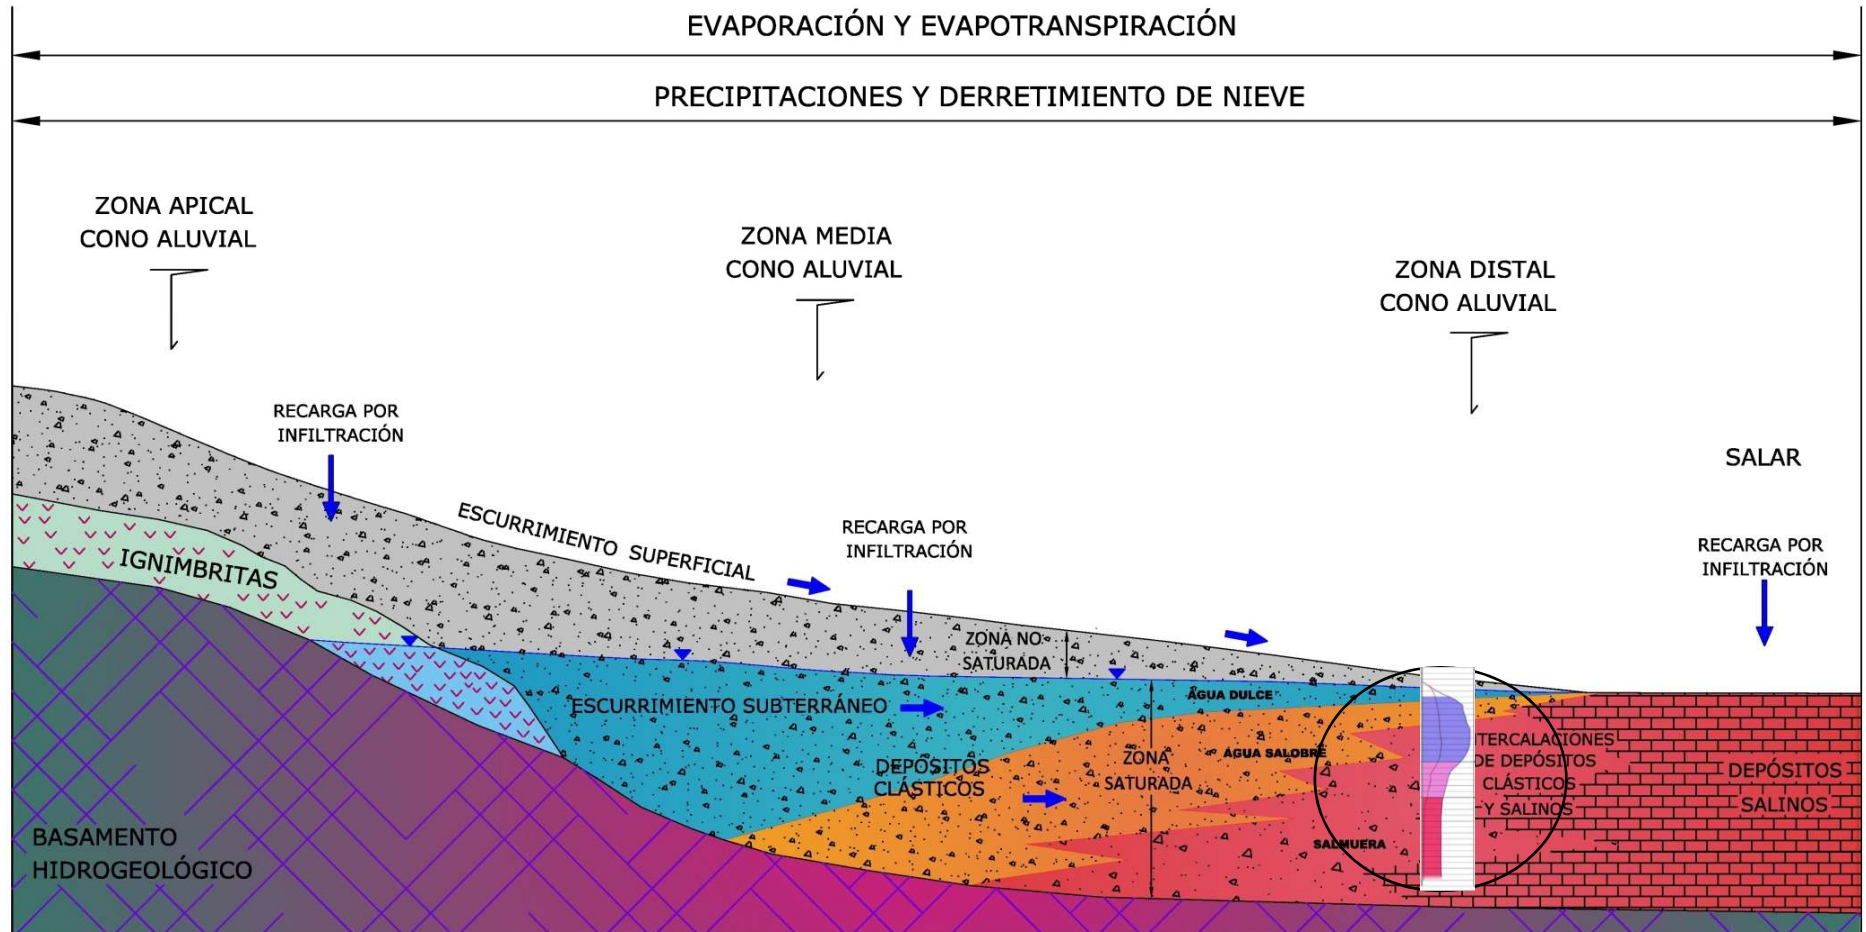 EVAPORACIÓN Y EVAPOTRANSPIRACIÓN
PRECIPITACIONES Y DERRETIMIENTO DE NIEVE
ZONA APICAL
CONO ALUVIAL
ZONA MEDIA
CONO ALUVIAL
ZONA DISTAL
CONO ALUVIAL
RECARGA POR
INFILTRACIÓN
SALAR
ESCURRIMIENTO SUPERFICIAL
RECARGA POR
INFILTRACIÓN
RECARGA POR
INFILTRACIÓN
IGNIMBRITAS
ZONA NO
SATURADA
AGUA DULCE
ESCURRIMIENTO SUBTERRÁNEO
DEPÓSITOS
CLÁSTICOS
ZONA
SATURADA
AGUA SALOBRE
TERCALACIONES
DE DEPÓSITOS
CLÁSTICOS
Y SALINOS
DEPÓSITOS
SALINOS
SALMUERA
BASAMENTO
HIDROGEOLÓGICO